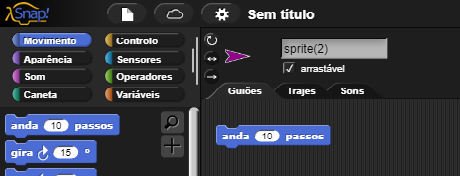 Snap!
Sem título
Movimento
Controlo
Aparência
Sensores
Som
Operadores
Caneta
Variáveis
anda 10 passos
gira 15 °
sprite(2)
arrastável
Guiões
Trajes
Sons
anda 10 passos